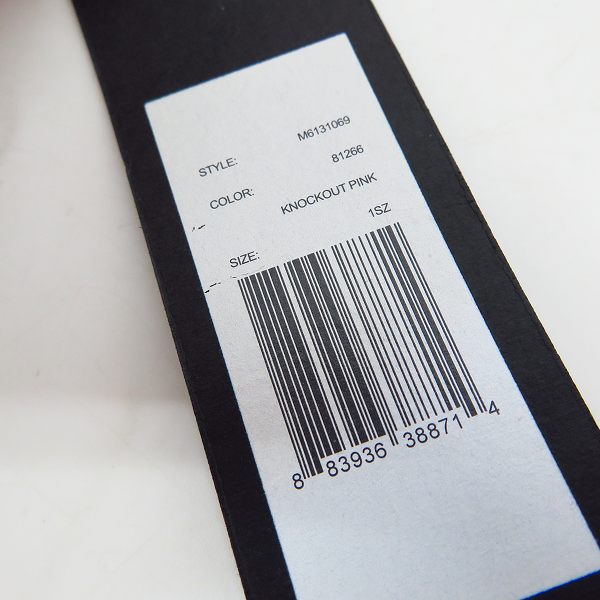 STYLE: M6131069
COLOR: 81266
KNOCKOUT PINK
SIZE: 1SZ
8 83936 38871 4